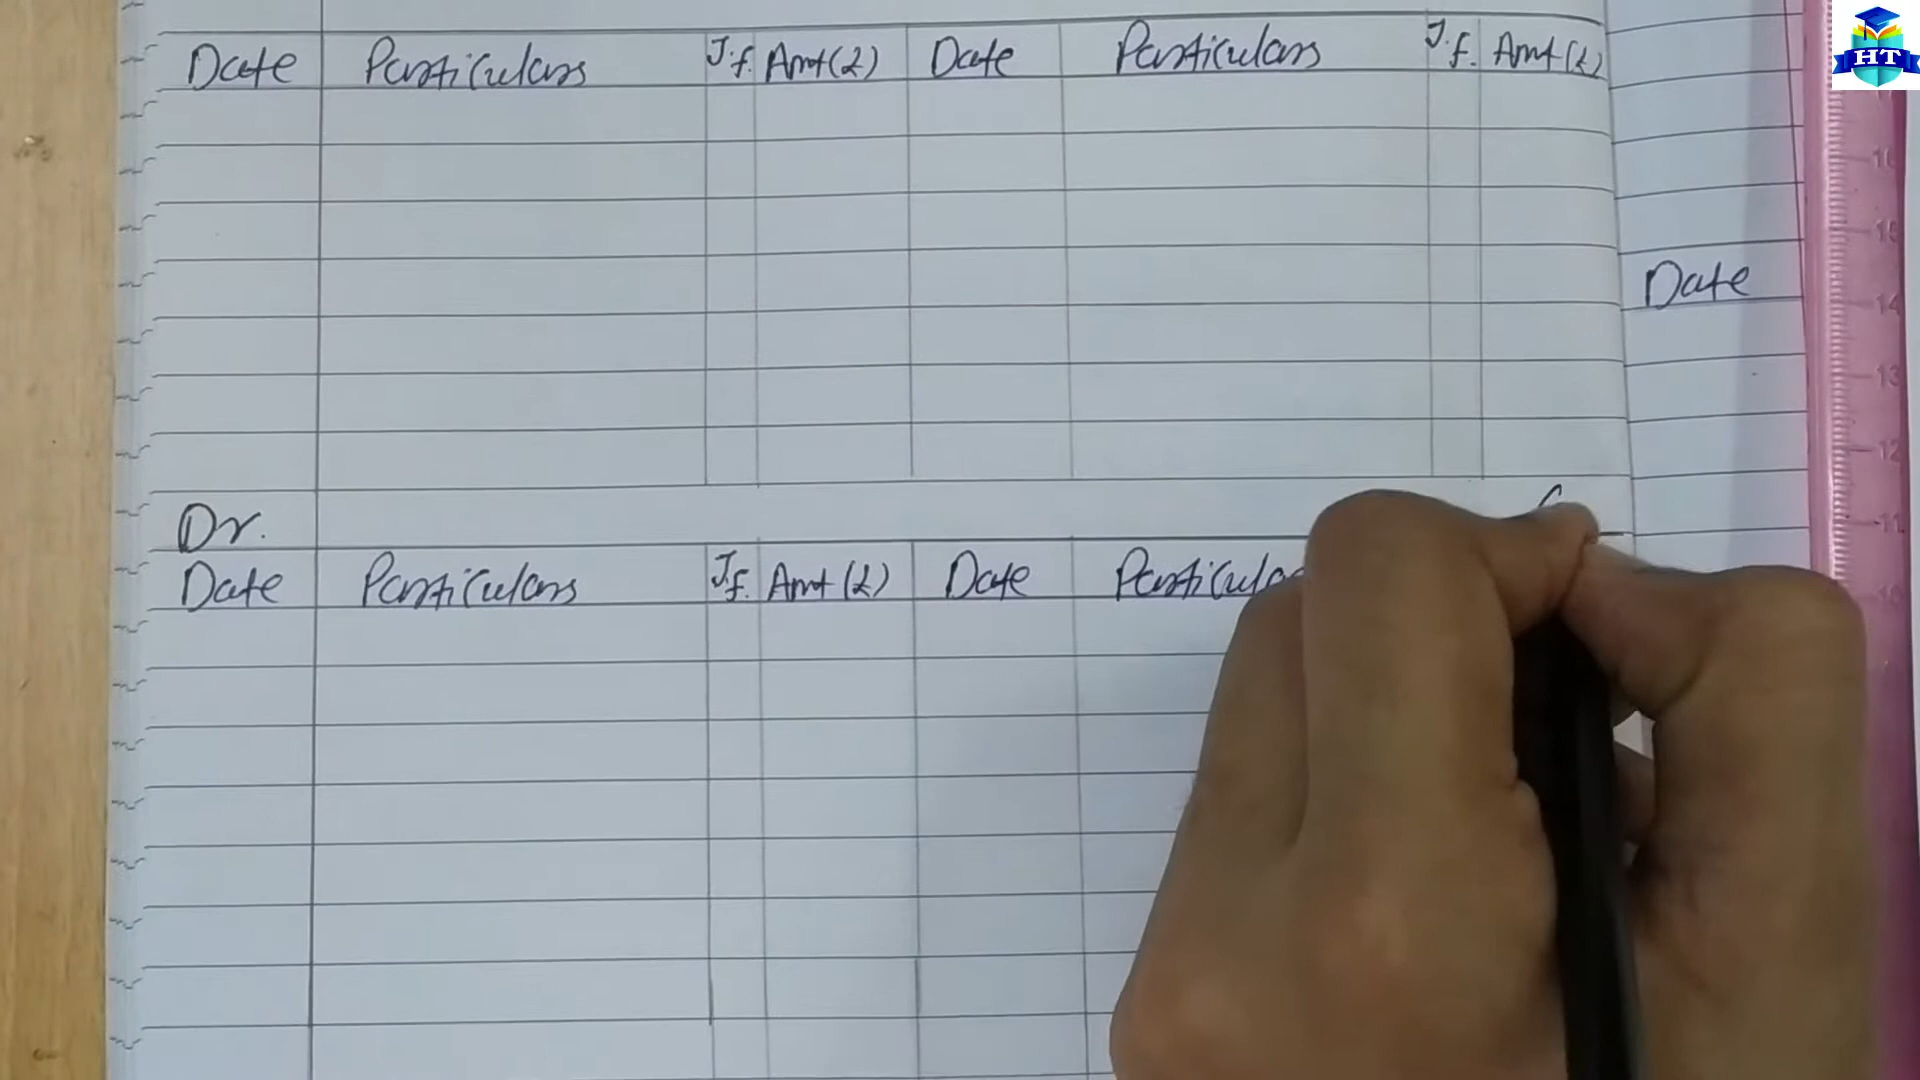 HT
Date Particulars J.f. Amt(₹) Date Particulars J.f. Amt(₹)
Date
Dr.
Date Particulars J.f. Amt(₹) Date